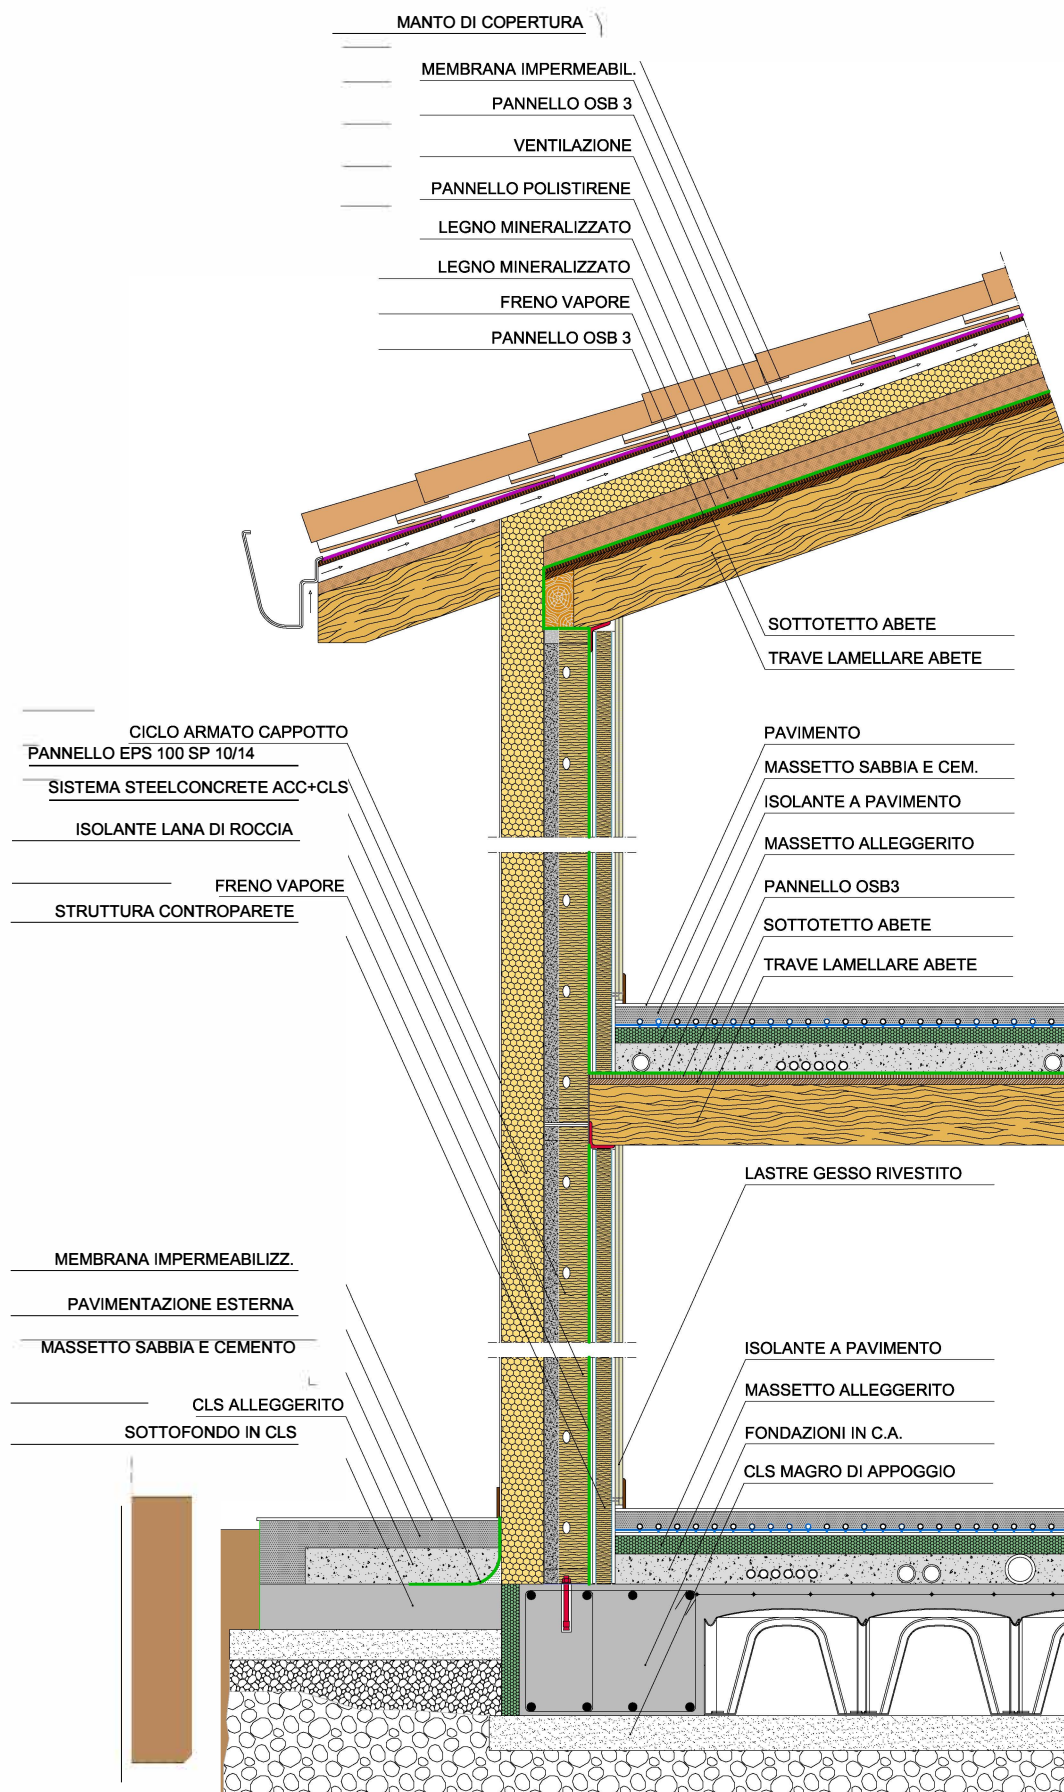 MANTO DI COPERTURA
MEMBRANA IMPERMEABIL.
PANNELLO OSB 3
VENTILAZIONE
PANNELLO POLISTIRENE
LEGNO MINERALIZZATO
LEGNO MINERALIZZATO
FRENO VAPORE
PANNELLO OSB 3
SOTTOTETTO ABETE
TRAVE LAMELLARE ABETE
CICLO ARMATO CAPPOTTO
PANNELLO EPS 100 SP 10/14
SISTEMA STEELCONCRETE ACC+CLS
ISOLANTE LANA DI ROCCIA
FRENO VAPORE
STRUTTURA CONTROPARETE
PAVIMENTO
MASSETTO SABBIA E CEM.
ISOLANTE A PAVIMENTO
MASSETTO ALLEGGERITO
PANNELLO OSB3
SOTTOTETTO ABETE
TRAVE LAMELLARE ABETE
LASTRE GESSO RIVESTITO
MEMBRANA IMPERMEABILIZZ.
PAVIMENTAZIONE ESTERNA
MASSETTO SABBIA E CEMENTO
CLS ALLEGGERITO
SOTTOFONDO IN CLS
ISOLANTE A PAVIMENTO
MASSETTO ALLEGGERITO
FONDAZIONI IN C.A.
CLS MAGRO DI APPOGGIO